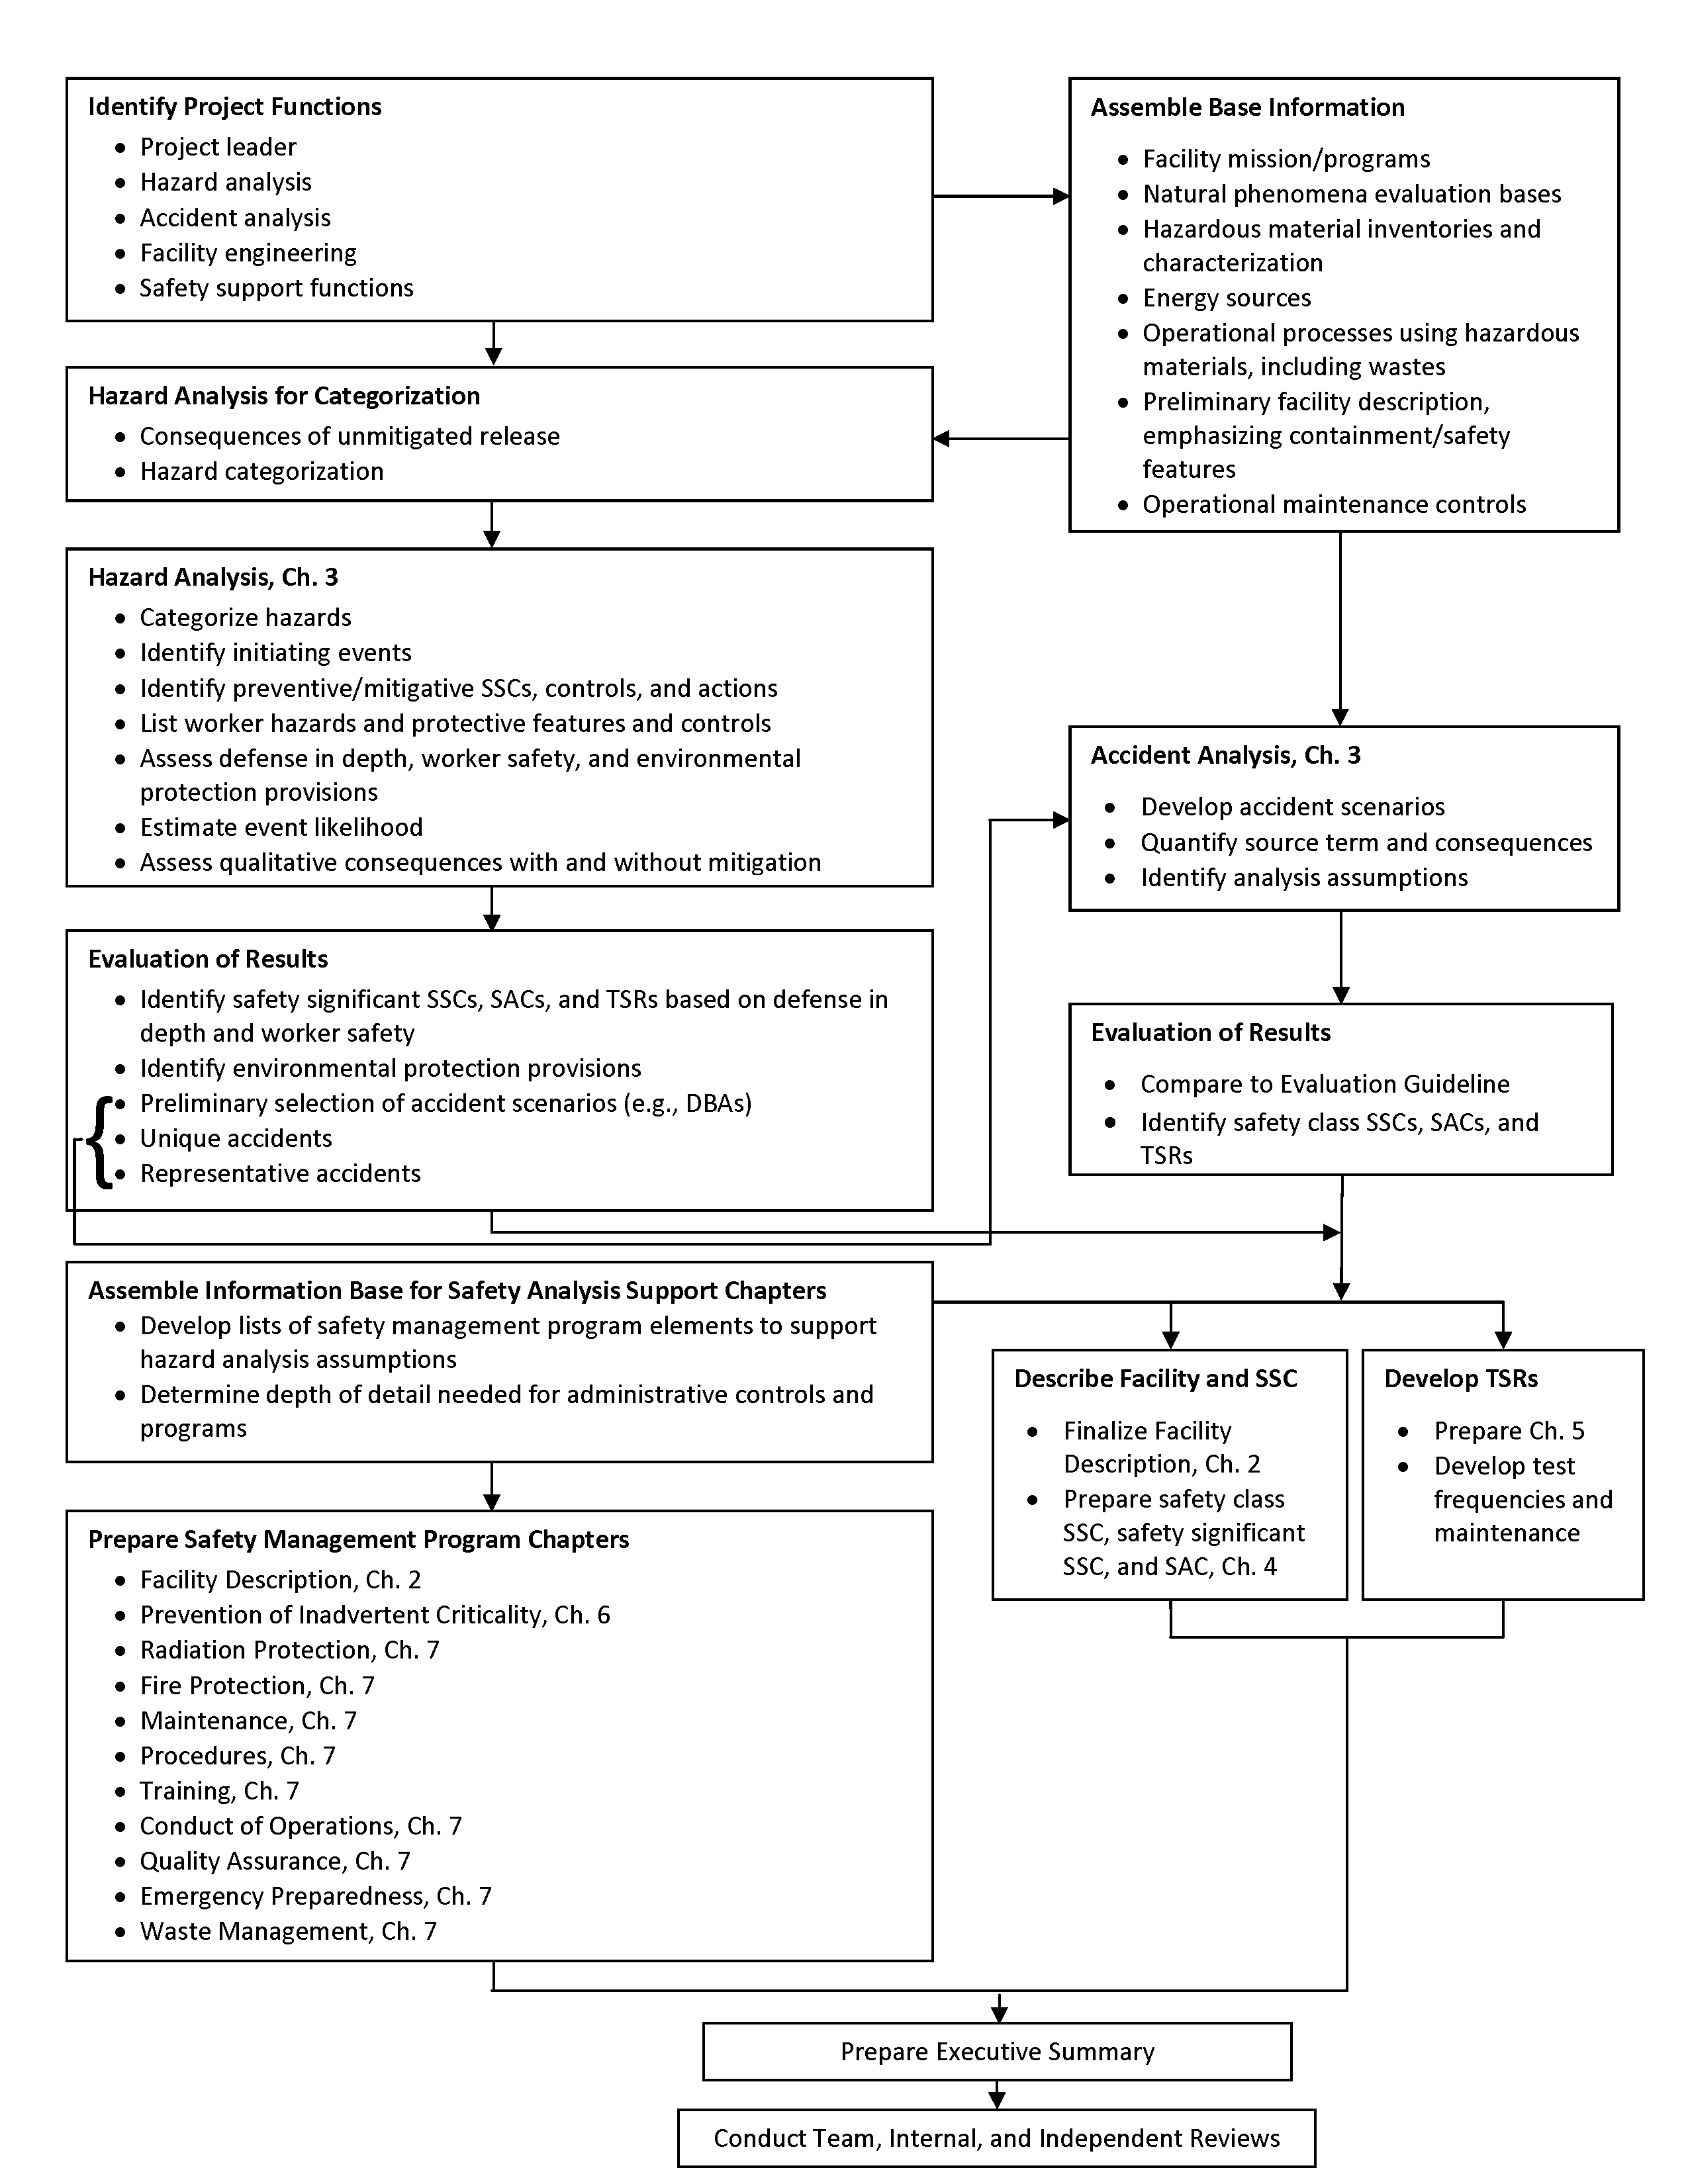 Identify Project Functions
• Project leader
• Hazard analysis
• Accident analysis
• Facility engineering
• Safety support functions
Assemble Base Information
• Facility mission/programs
• Natural phenomena evaluation bases
• Hazardous material inventories and
characterization
• Energy sources
• Operational processes using hazardous
materials, including wastes
• Preliminary facility description,
emphasizing containment/safety
features
• Operational maintenance controls
Hazard Analysis for Categorization
• Consequences of unmitigated release
• Hazard categorization
Hazard Analysis, Ch. 3
• Categorize hazards
• Identify initiating events
• Identify preventive/mitigative SSCs, controls, and actions
• List worker hazards and protective features and controls
• Assess defense in depth, worker safety, and environmental
protection provisions
• Estimate event likelihood
• Assess qualitative consequences with and without mitigation
Accident Analysis, Ch. 3
• Develop accident scenarios
• Quantify source term and consequences
• Identify analysis assumptions
Evaluation of Results
• Identify safety significant SSCs, SACs, and TSRs based on defense in
depth and worker safety
• Identify environmental protection provisions
• Preliminary selection of accident scenarios (e.g., DBAs)
• Unique accidents
• Representative accidents
Evaluation of Results
• Compare to Evaluation Guideline
• Identify safety class SSCs, SACs, and
TSRs
Assemble Information Base for Safety Analysis Support Chapters
• Develop lists of safety management program elements to support
hazard analysis assumptions
• Determine depth of detail needed for administrative controls and
programs
Describe Facility and SSC
• Finalize Facility
Description, Ch. 2
• Prepare safety class
SSC, safety significant
SSC, and SAC, Ch. 4
Develop TSRs
• Prepare Ch. 5
• Develop test
frequencies and
maintenance
Prepare Safety Management Program Chapters
• Facility Description, Ch. 2
• Prevention of Inadvertent Criticality, Ch. 6
• Radiation Protection, Ch. 7
• Fire Protection, Ch. 7
• Maintenance, Ch. 7
• Procedures, Ch. 7
• Training, Ch. 7
• Conduct of Operations, Ch. 7
• Quality Assurance, Ch. 7
• Emergency Preparedness, Ch. 7
• Waste Management, Ch. 7
Prepare Executive Summary
Conduct Team, Internal, and Independent Reviews